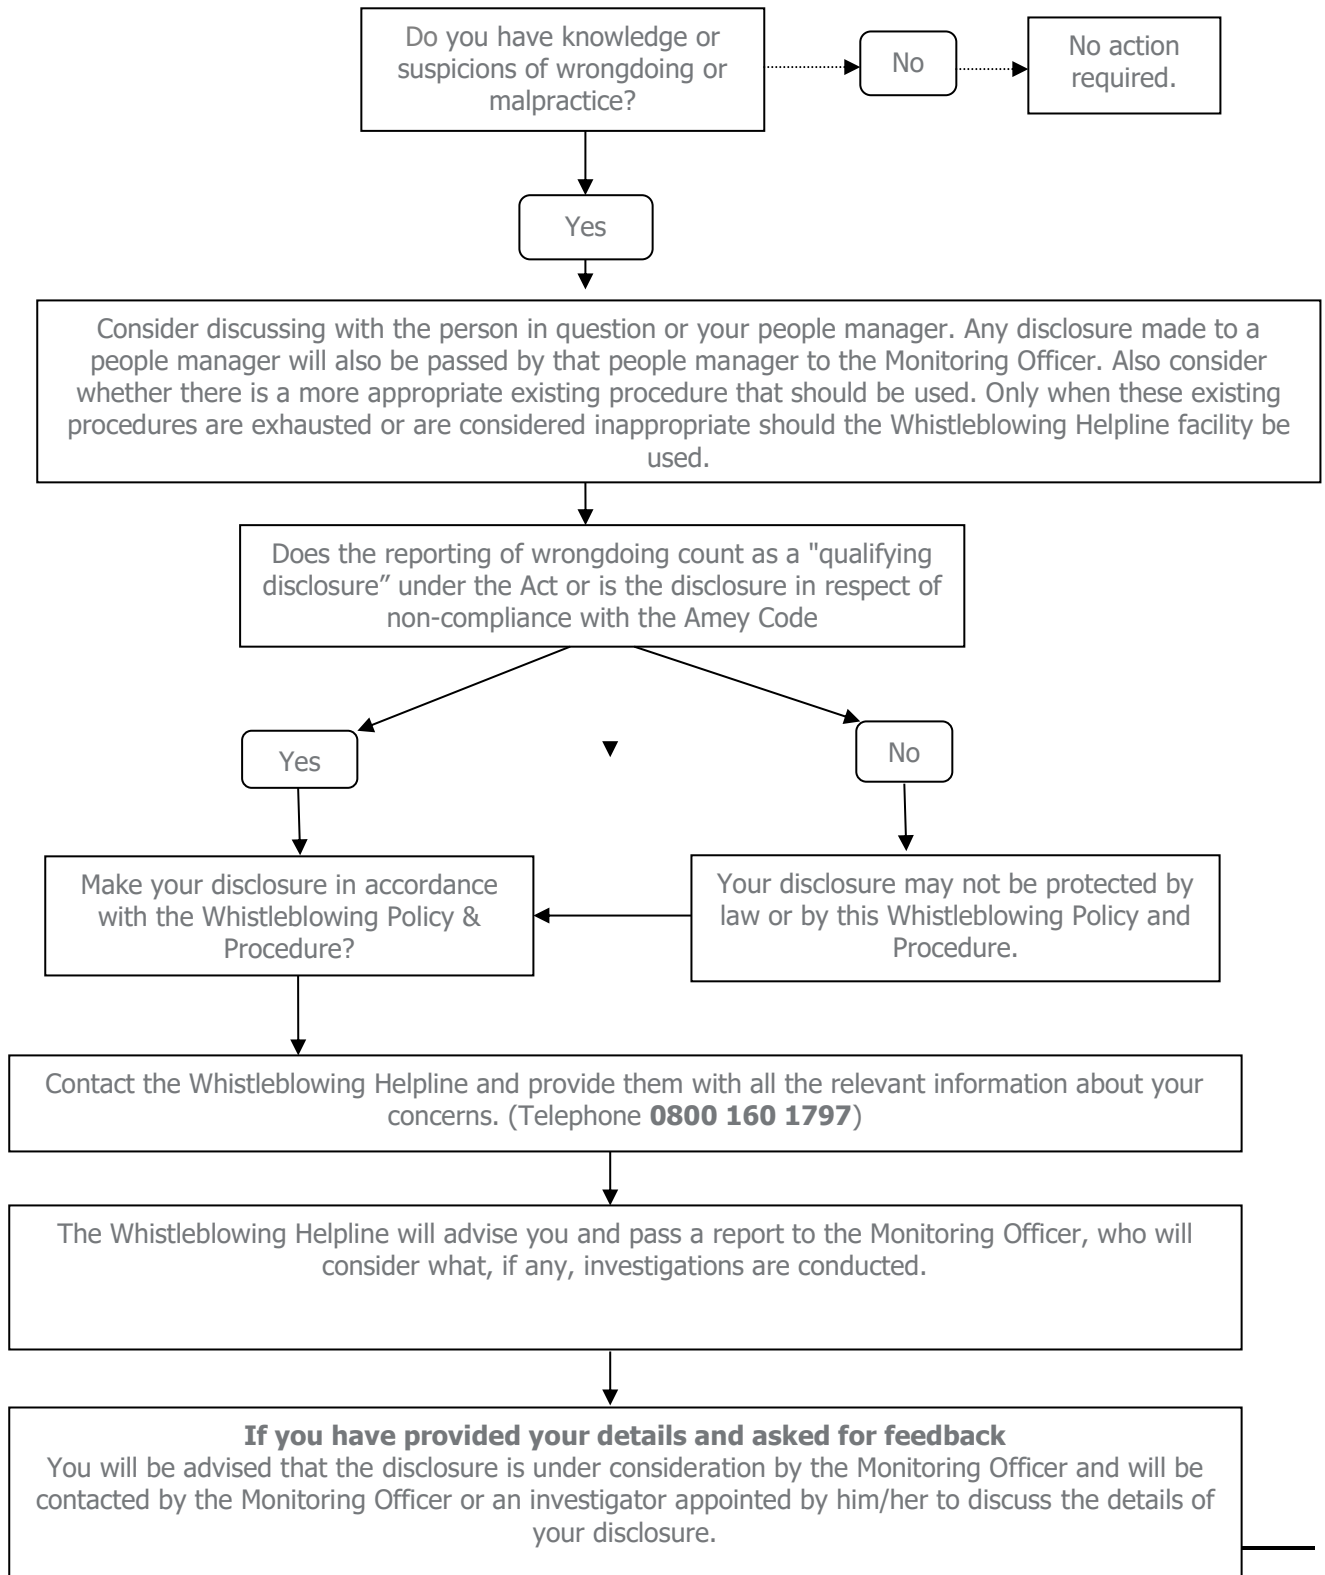 Do you have knowledge or
suspicions of wrongdoing or
malpractice?
No
No action
required.
Yes
Consider discussing with the person in question or your people manager. Any disclosure made to a
people manager will also be passed by that people manager to the Monitoring Officer. Also consider
whether there is a more appropriate existing procedure that should be used. Only when these existing
procedures are exhausted or are considered inappropriate should the Whistleblowing Helpline facility be
used.
Does the reporting of wrongdoing count as a "qualifying
disclosure” under the Act or is the disclosure in respect of
non-compliance with the Amey Code
Yes
No
Make your disclosure in accordance
with the Whistleblowing Policy &
Procedure?
Your disclosure may not be protected by
law or by this Whistleblowing Policy and
Procedure.
Contact the Whistleblowing Helpline and provide them with all the relevant information about your
concerns. (Telephone 0800 160 1797)
The Whistleblowing Helpline will advise you and pass a report to the Monitoring Officer, who will
consider what, if any, investigations are conducted.
If you have provided your details and asked for feedback
You will be advised that the disclosure is under consideration by the Monitoring Officer and will be
contacted by the Monitoring Officer or an investigator appointed by him/her to discuss the details of
your disclosure.